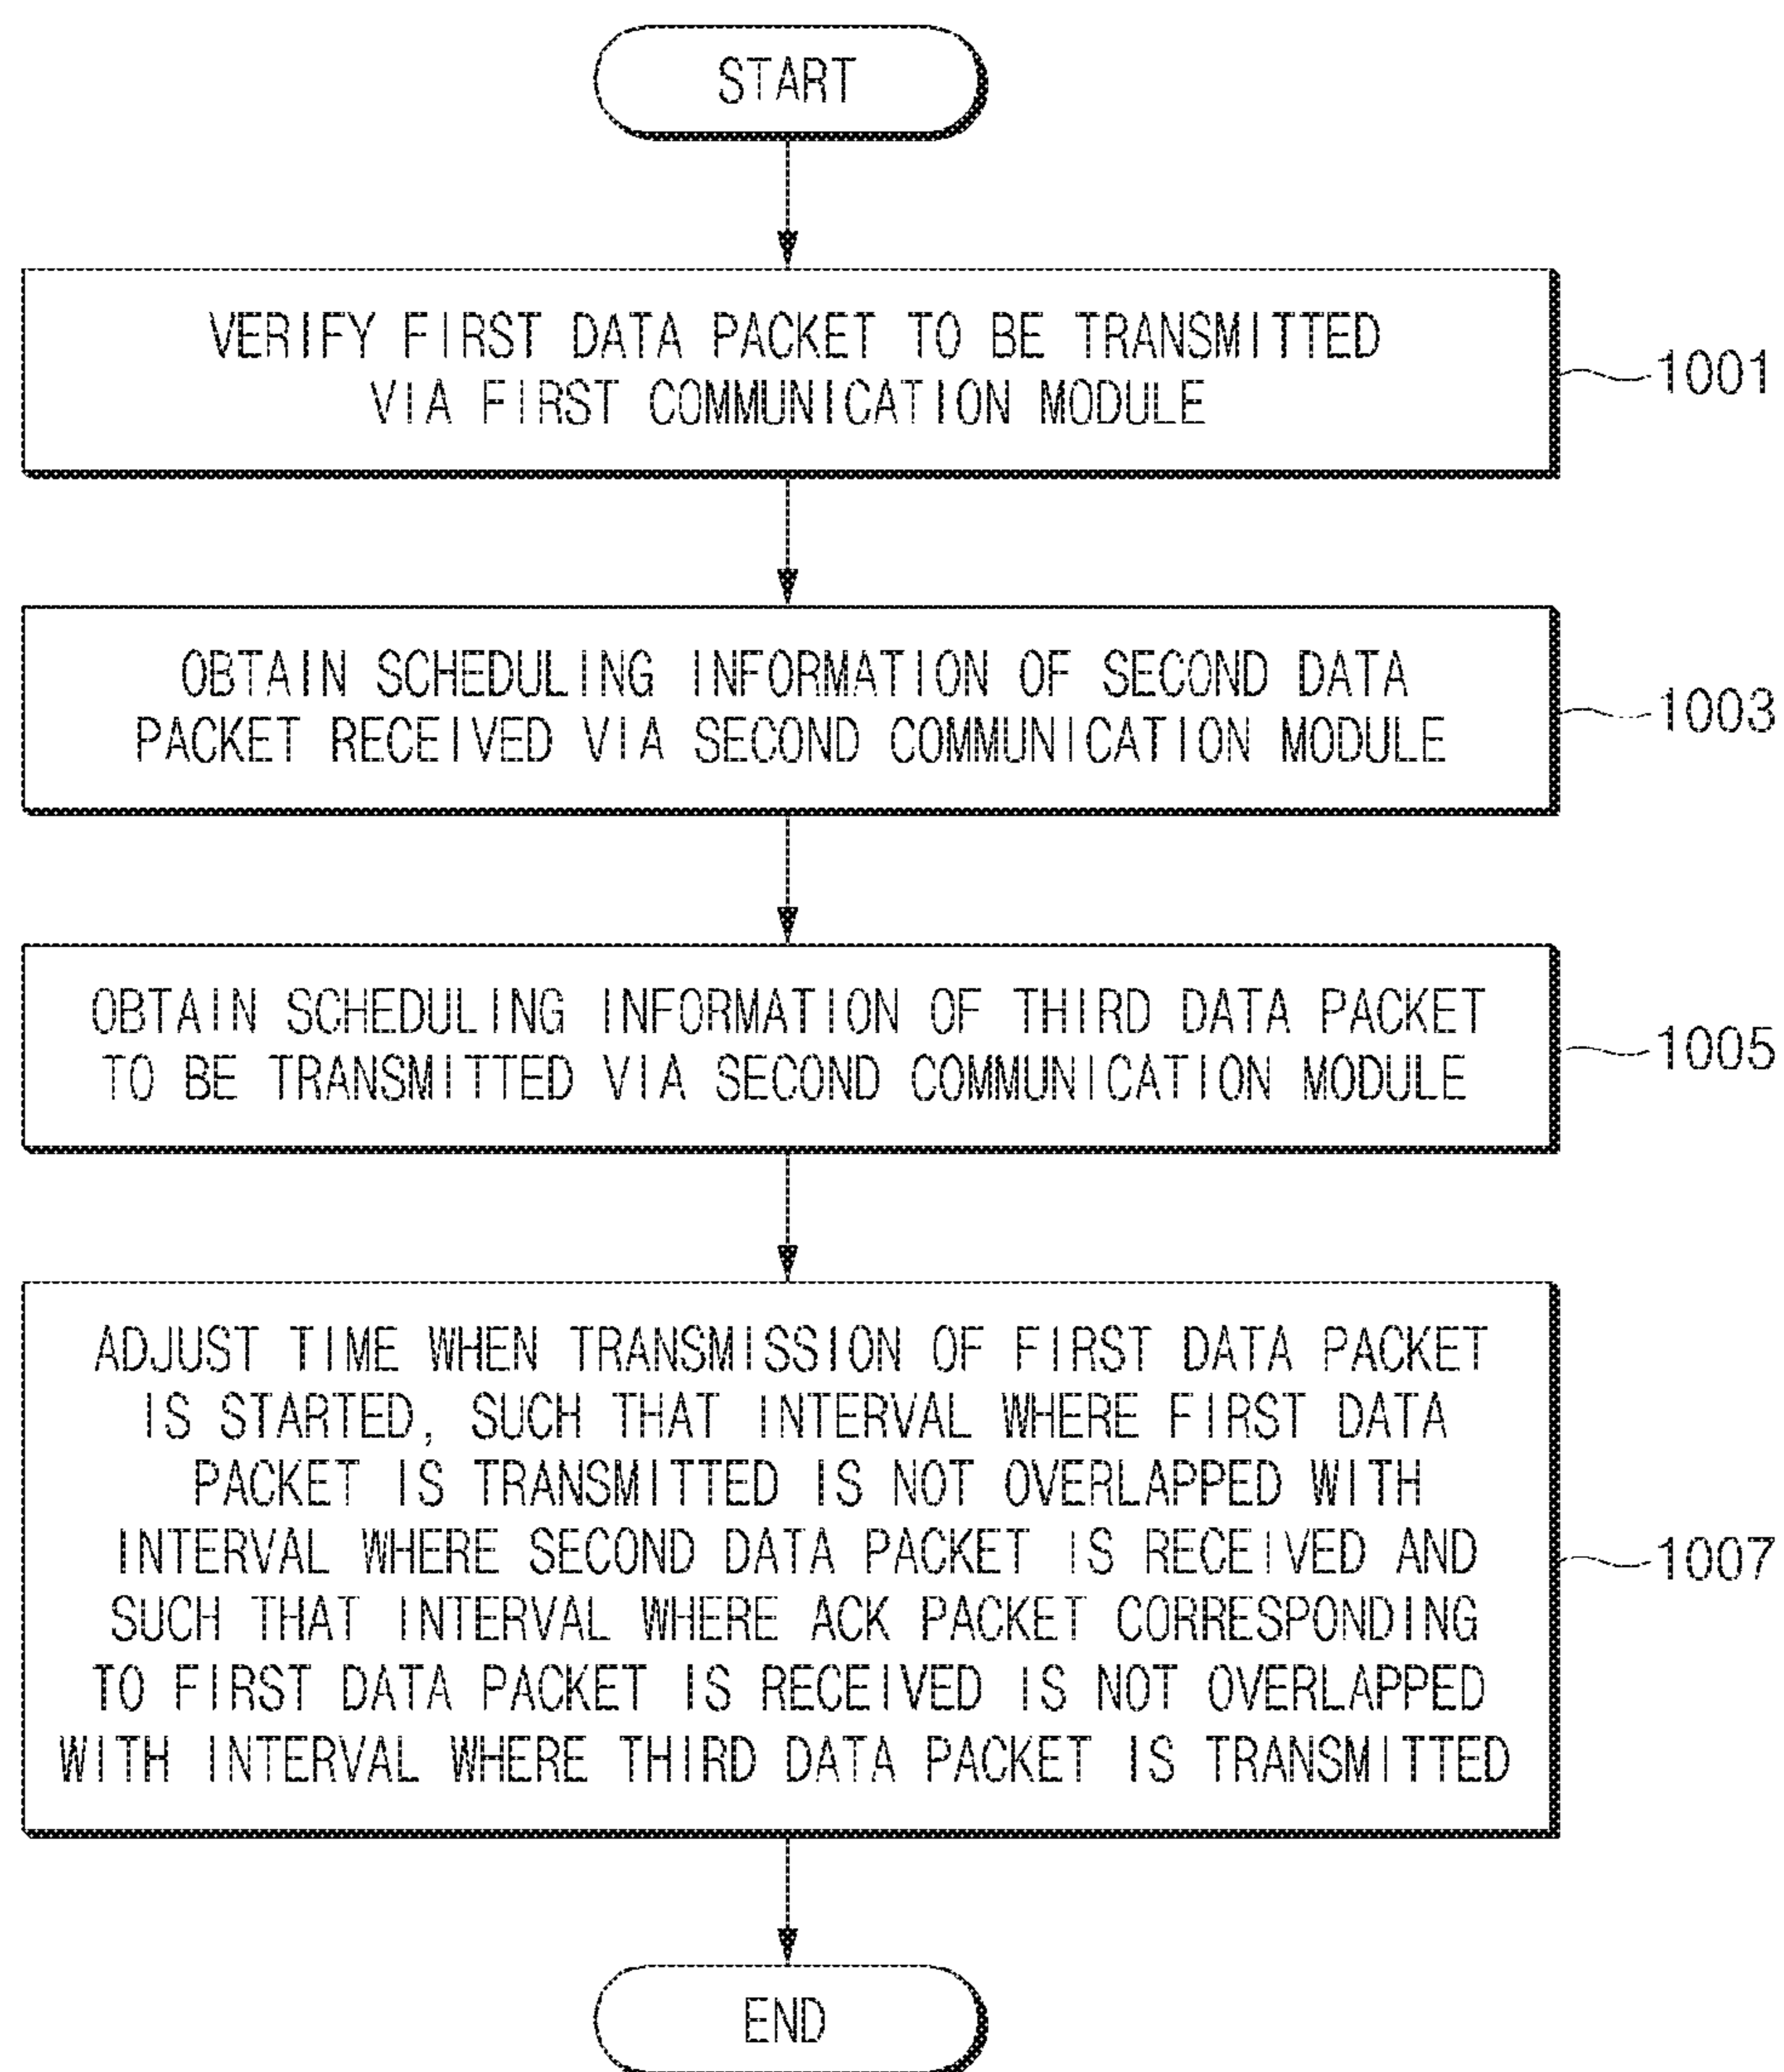 START
VERIFY FIRST DATA PACKET TO BE TRANSMITTED
VIA FIRST COMMUNICATION MODULE
1001
OBTAIN SCHEDULING INFORMATION OF SECOND DATA
PACKET RECEIVED VIA SECOND COMMUNICATION MODULE
1003
OBTAIN SCHEDULING INFORMATION OF THIRD DATA PACKET
TO BE TRANSMITTED VIA SECOND COMMUNICATION MODULE
1005
ADJUST TIME WHEN TRANSMISSION OF FIRST DATA PACKET
IS STARTED, SUCH THAT INTERVAL WHERE FIRST DATA
PACKET IS TRANSMITTED IS NOT OVERLAPPED WITH
INTERVAL WHERE SECOND DATA PACKET IS RECEIVED AND
SUCH THAT INTERVAL WHERE ACK PACKET CORRESPONDING
TO FIRST DATA PACKET IS RECEIVED IS NOT OVERLAPPED
WITH INTERVAL WHERE THIRD DATA PACKET IS TRANSMITTED
1007
END